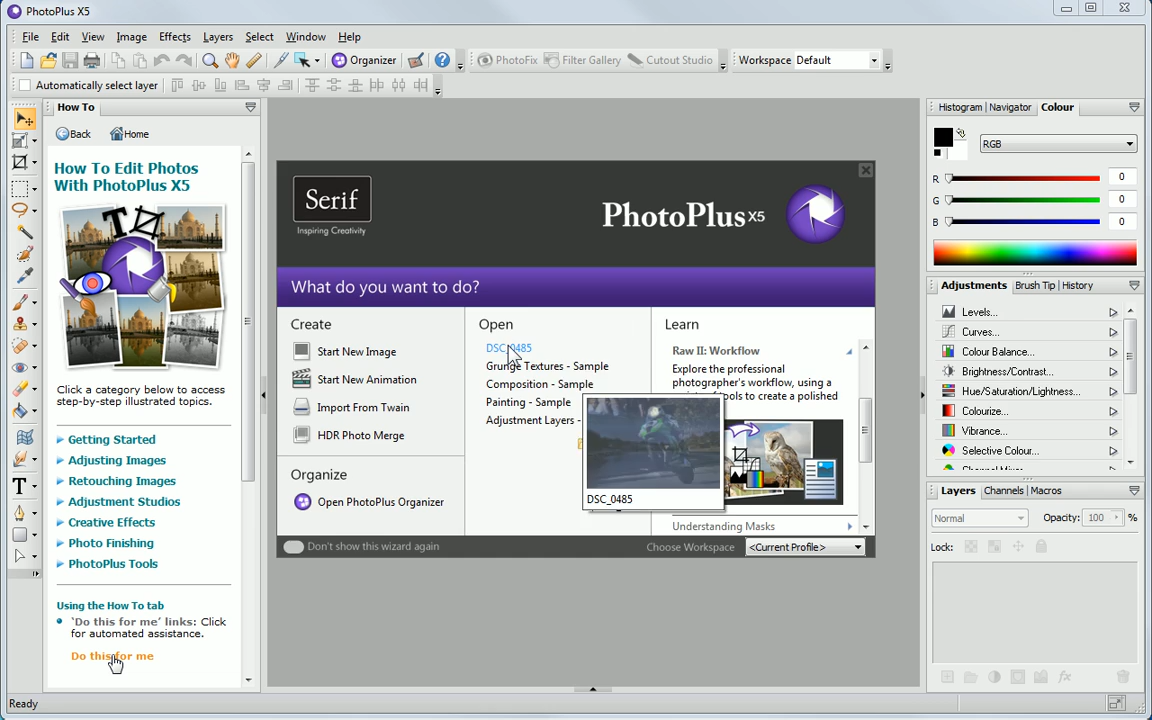 PhotoPlus X5
File Edit View Image Effects Layers Select Window Help
Organizer PhotoFix Filter Gallery Cutout Studio Workspace Default
Automatically select layer
How To
Back Home
How To Edit Photos
With PhotoPlus X5
T
Click a category below to access
step-by-step illustrated topics.
Getting Started
Adjusting Images
Retouching Images
Adjustment Studios
Creative Effects
Photo Finishing
PhotoPlus Tools
Using the How To tab
'Do this for me' links: Click
for automated assistance.
Do this for me
Serif
Inspiring Creativity
PhotoPlus X5
What do you want to do?
Create
Start New Image
Start New Animation
Import From Twain
HDR Photo Merge
Organize
Open PhotoPlus Organizer
Open
DSC_0485
Grunge Textures - Sample
Composition - Sample
Painting - Sample
Adjustment Layers -
DSC_0485
Learn
Raw II: Workflow
Explore the professional
photographer's workflow, using a
tools to create a polished
Understanding Masks
Don't show this wizard again
Choose Workspace <Current Profile>
Histogram Navigator Colour
RGB
R 0
G 0
B 0
Adjustments Brush Tip History
Levels...
Curves...
Colour Balance...
Brightness/Contrast...
Hue/Saturation/Lightness...
Colourize...
Vibrance...
Selective Colour...
Channel Mixer...
Layers Channels Macros
Normal Opacity: 100 %
Lock:
Ready